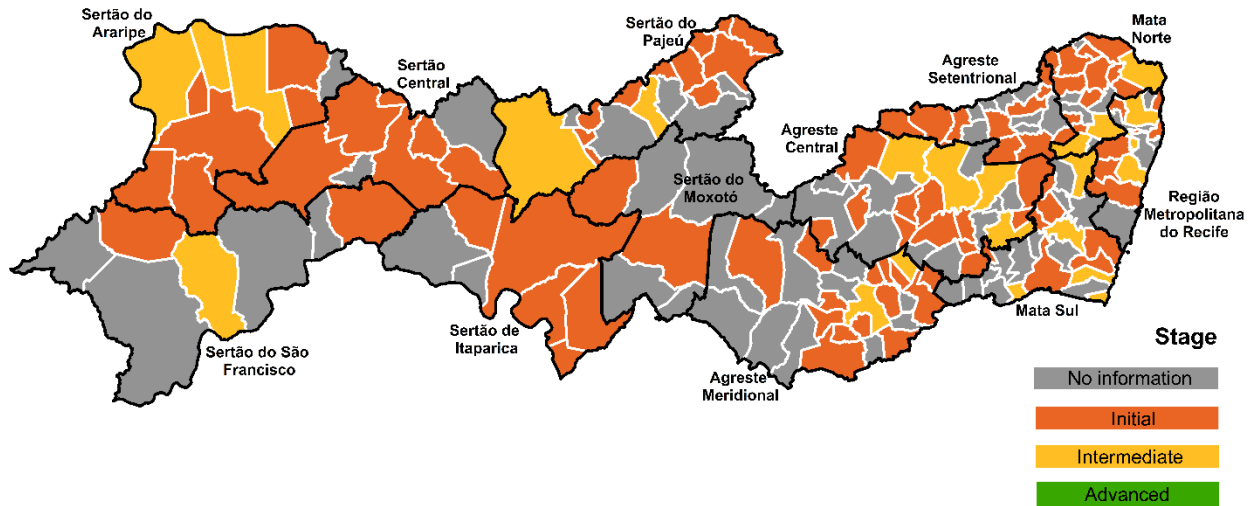 Sertão do
Araripe
Sertão
Central
Sertão do
Pajeú
Mata
Norte
Agreste
Setentrional
Agreste
Central
Sertão do
Moxotó
Região
Metropolitana
do Recife
Mata Sul
Sertão de
Itaparica
Sertão do São
Francisco
Agreste
Meridional
Stage
No information
Initial
Intermediate
Advanced